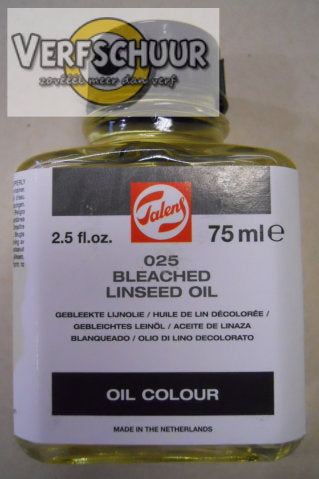 VERFSCHUUR
zoveel meer dan verf
Talens
2.5 fl.oz. 75 ml e
025
BLEACHED
LINSEED OIL
GEBLEEKTE LIJNOLIE / HUILE DE LIN DÉCOLORÉE /
GEBLEICHTES LEINÖL / ACEITE DE LINAZA
BLANQUEADO / OLIO DI LINO DECOLORATO
OIL COLOUR
MADE IN THE NETHERLANDS